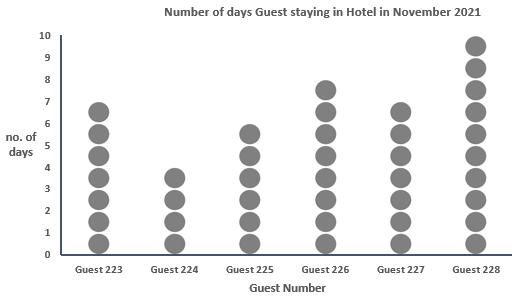 Number of days Guest staying in Hotel in November 2021
10
9
8
7
6
5
4
3
2
1
0
no. of
days
Guest 223 Guest 224 Guest 225 Guest 226 Guest 227 Guest 228
Guest Number